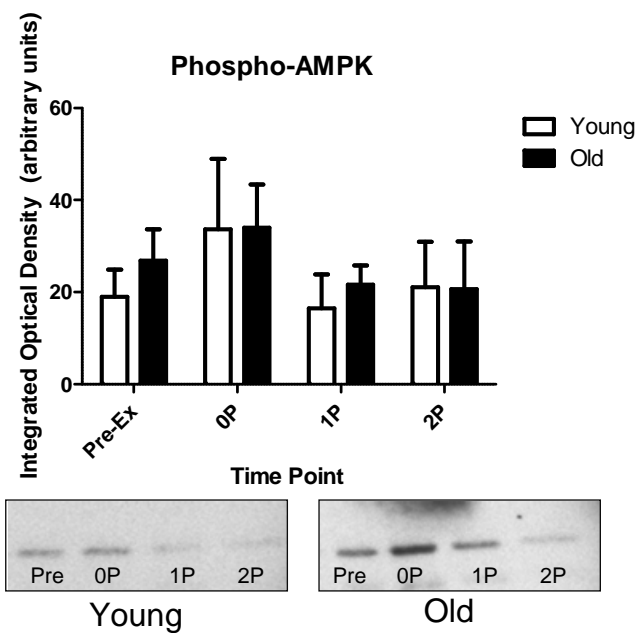 Phospho-AMPK
Integrated Optical Density (arbitrary units)
60
40
20
0
Young
Old
Pre-Ex
0P
1P
2P
Time Point
Pre 0P 1P 2P
Pre 0P 1P 2P
Young
Old